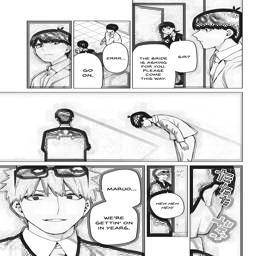 SIR?
THE BRIDE
IS ASKING
FOR YOU.
PLEASE
COME
THIS WAY.
ERRR...
GO
ON.
HEH HEH
HEH!
MARUO...
WE'RE
GETTIN' ON
IN YEARS.